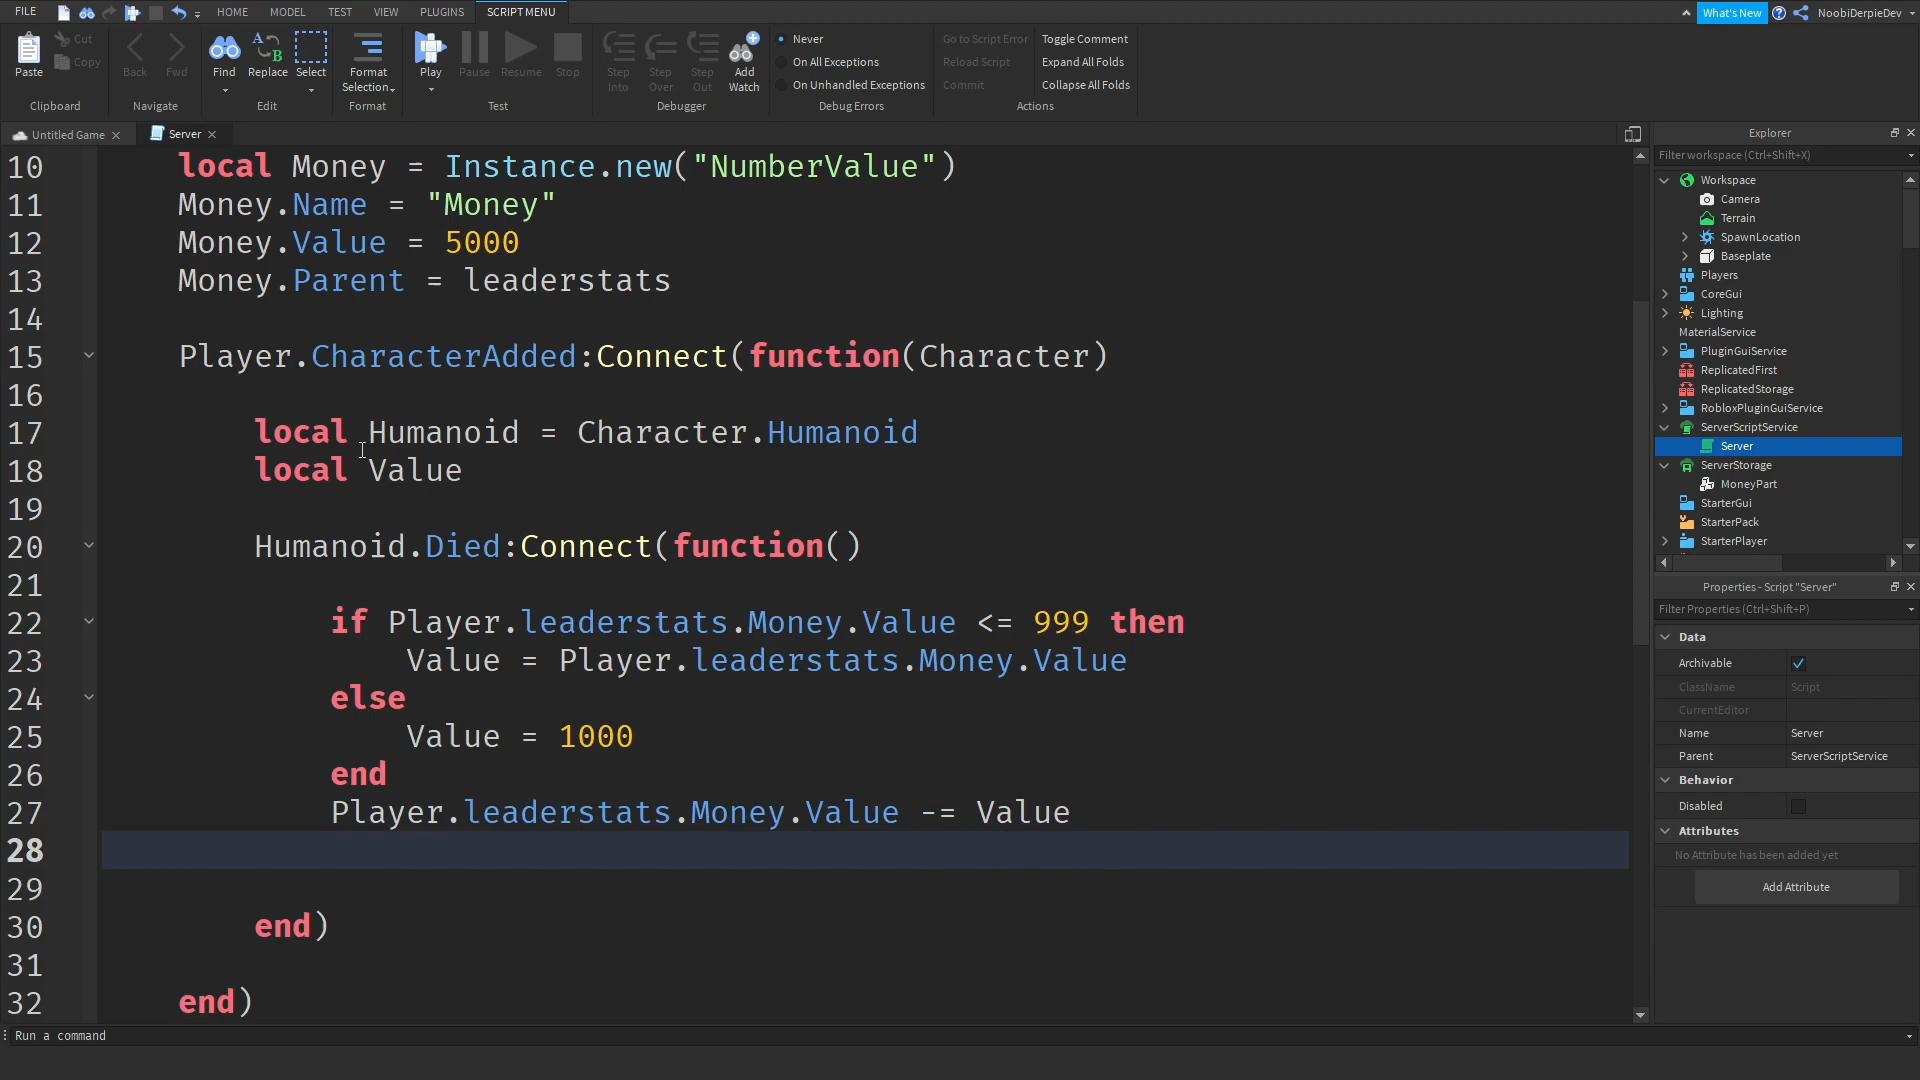 FILE HOME MODEL TEST VIEW PLUGINS SCRIPT MENU What's New NoobiDerpieDev
Paste Cut Copy
Clipboard
Back Fwd
Navigate
Find Replace Select
Edit
Format Selection
Format
Play Pause Resume Stop
Test
Step Into Step Over Step Out Add Watch
Debugger
Never
On All Exceptions
On Unhandled Exceptions
Debug Errors
Go to Script Error Toggle Comment
Reload Script Expand All Folds
Commit Collapse All Folds
Actions
Untitled Game Server
10 local Money = Instance.new("NumberValue")
11 Money.Name = "Money"
12 Money.Value = 5000
13 Money.Parent = leaderstats
14
15 Player.CharacterAdded:Connect(function(Character)
16
17 local Humanoid = Character.Humanoid
18 local Value
19
20 Humanoid.Died:Connect(function()
21
22 if Player.leaderstats.Money.Value <= 999 then
23 Value = Player.leaderstats.Money.Value
24 else
25 Value = 1000
26 end
27 Player.leaderstats.Money.Value -= Value
28
29
30 end)
31
32 end)
Run a command
Explorer
Filter workspace (Ctrl+Shift+X)
Workspace
Camera
Terrain
SpawnLocation
Baseplate
Players
CoreGui
Lighting
MaterialService
PluginGuiService
ReplicatedFirst
ReplicatedStorage
RobloxPluginGuiService
ServerScriptService
Server
ServerStorage
MoneyPart
StarterGui
StarterPack
StarterPlayer
Properties - Script "Server"
Filter Properties (Ctrl+Shift+P)
Data
Archivable
ClassName Script
CurrentEditor
Name Server
Parent ServerScriptService
Behavior
Disabled
Attributes
No Attribute has been added yet
Add Attribute